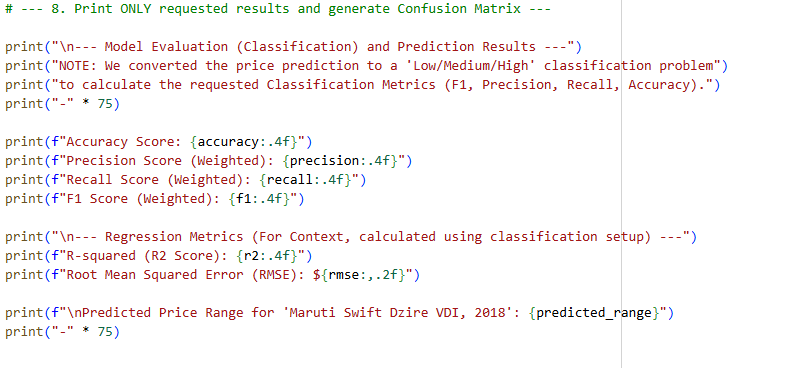 # --- 8. Print ONLY requested results and generate Confusion Matrix ---
print("\n--- Model Evaluation (Classification) and Prediction Results ---")
print("NOTE: We converted the price prediction to a 'Low/Medium/High' classification problem")
print("to calculate the requested Classification Metrics (F1, Precision, Recall, Accuracy).")
print("-" * 75)
print(f"Accuracy Score: {accuracy:.4f}")
print(f"Precision Score (Weighted): {precision:.4f}")
print(f"Recall Score (Weighted): {recall:.4f}")
print(f"F1 Score (Weighted): {f1:.4f}")
print("\n--- Regression Metrics (For Context, calculated using classification setup) ---")
print(f"R-squared (R2 Score): {r2:.4f}")
print(f"Root Mean Squared Error (RMSE): ${rmse:,.2f}")
print(f"\nPredicted Price Range for 'Maruti Swift Dzire VDI, 2018': {predicted_range}")
print("-" * 75)